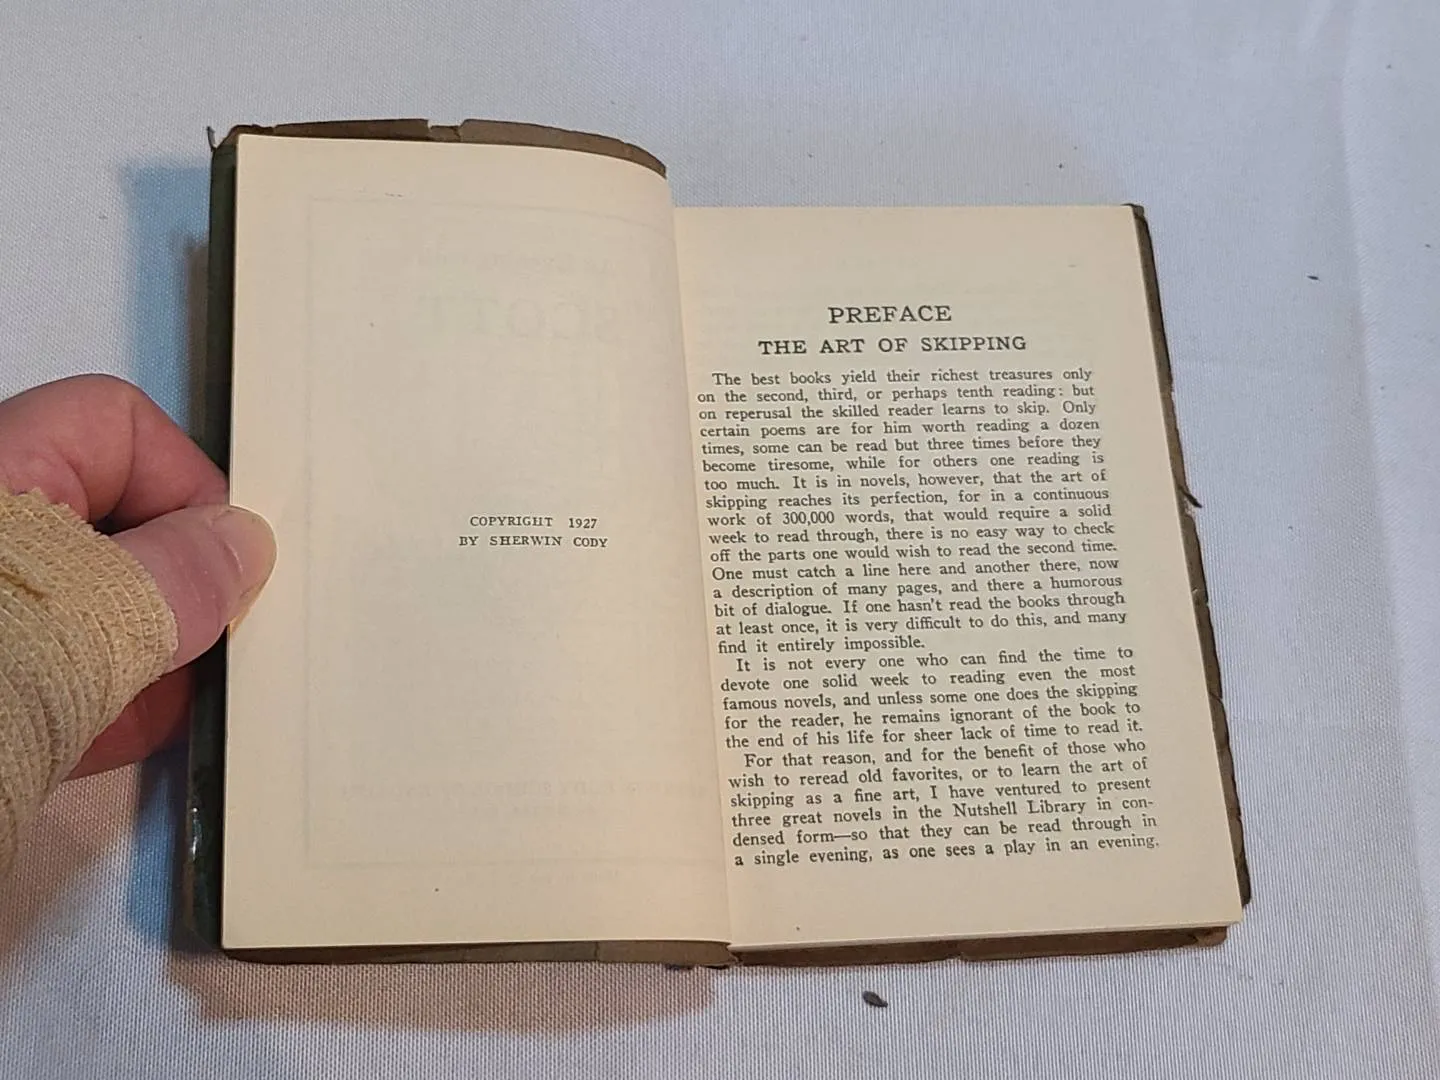 COPYRIGHT 1927
BY SHERWIN CODY
PREFACE
THE ART OF SKIPPING
The best books yield their richest treasures only
on the second, third, or perhaps tenth reading: but
on reperusal the skilled reader learns to skip. Only
certain poems are for him worth reading a dozen
times, some can be read but three times before they
become tiresome, while for others one reading is
too much. It is in novels, however, that the art of
skipping reaches its perfection, for in a continuous
work of 300,000 words, that would require a solid
week to read through, there is no easy way to check
off the parts one would wish to read the second time.
One must catch a line here and another there, now
a description of many pages, and there a humorous
bit of dialogue. If one hasn't read the books through
at least once, it is very difficult to do this, and many
find it entirely impossible.
It is not every one who can find the time to
devote one solid week to reading even the most
famous novels, and unless some one does the skipping
for the reader, he remains ignorant of the book to
the end of his life for sheer lack of time to read it.
For that reason, and for the benefit of those who
wish to reread old favorites, or to learn the art of
skipping as a fine art, I have ventured to present
three great novels in the Nutshell Library in con-
densed form—so that they can be read through in
a single evening, as one sees a play in an evening.